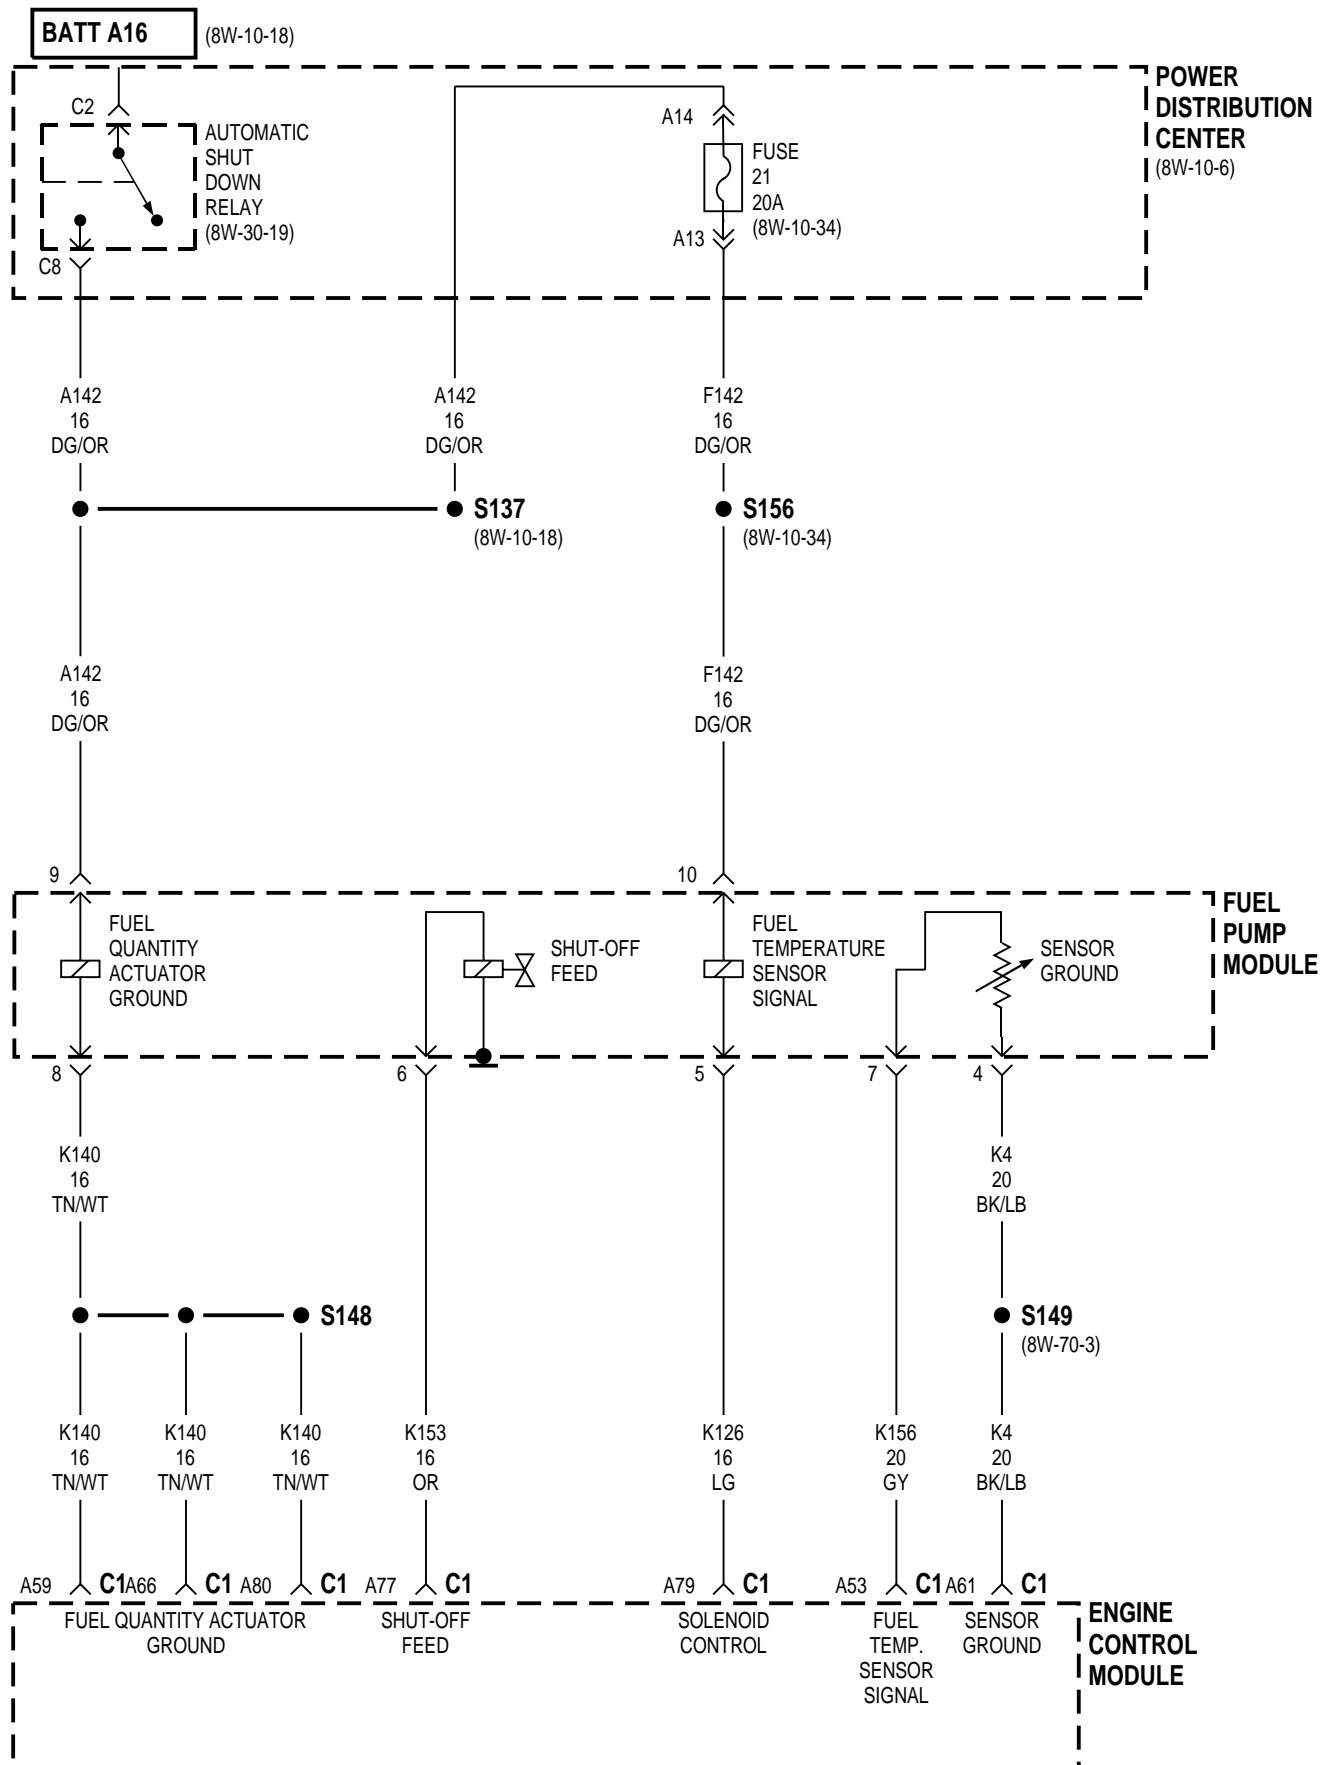 BATT A16
(8W-10-18)
POWER
DISTRIBUTION
CENTER
(8W-10-6)
C2
AUTOMATIC
SHUT
DOWN
RELAY
(8W-30-19)
C8
A14
FUSE
21
20A
(8W-10-34)
A13
A142
16
DG/OR
A142
16
DG/OR
F142
16
DG/OR
S137
(8W-10-18)
S156
(8W-10-34)
A142
16
DG/OR
F142
16
DG/OR
9
10
FUEL
PUMP
MODULE
FUEL
QUANTITY
ACTUATOR
GROUND
SHUT-OFF
FEED
FUEL
TEMPERATURE
SENSOR
SIGNAL
SENSOR
GROUND
8
6
5
7
4
K140
16
TN/WT
K4
20
BK/LB
S148
S149
(8W-70-3)
K140
16
TN/WT
K140
16
TN/WT
K140
16
TN/WT
K153
16
OR
K126
16
LG
K156
20
GY
K4
20
BK/LB
A59 C1 A66 C1 A80 C1 A77 C1 A79 C1 A53 C1 A61 C1
FUEL QUANTITY ACTUATOR
GROUND
SHUT-OFF
FEED
SOLENOID
CONTROL
FUEL
TEMP.
SENSOR
SIGNAL
SENSOR
GROUND
ENGINE
CONTROL
MODULE